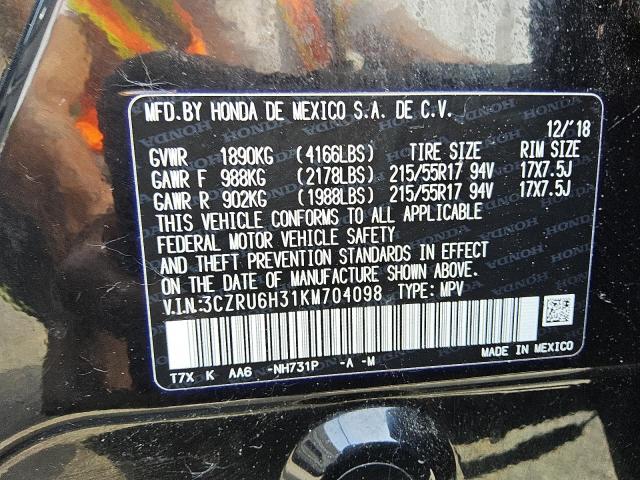 MFD.BY HONDA DE MEXICO S.A. DE C.V.
12/'18
GVWR 1890KG (4166LBS) TIRE SIZE RIM SIZE
GAWR F 988KG (2178LBS) 215/55R17 94V 17X7.5J
GAWR R 902KG (1988LBS) 215/55R17 94V 17X7.5J
THIS VEHICLE CONFORMS TO ALL APPLICABLE
FEDERAL MOTOR VEHICLE SAFETY
AND THEFT PREVENTION STANDARDS IN EFFECT
ON THE DATE OF MANUFACTURE SHOWN ABOVE.
V.I.N:3CZRU6H31KM704098 TYPE: MPV
T7X K AA6 -NH731P -A -M
MADE IN MEXICO